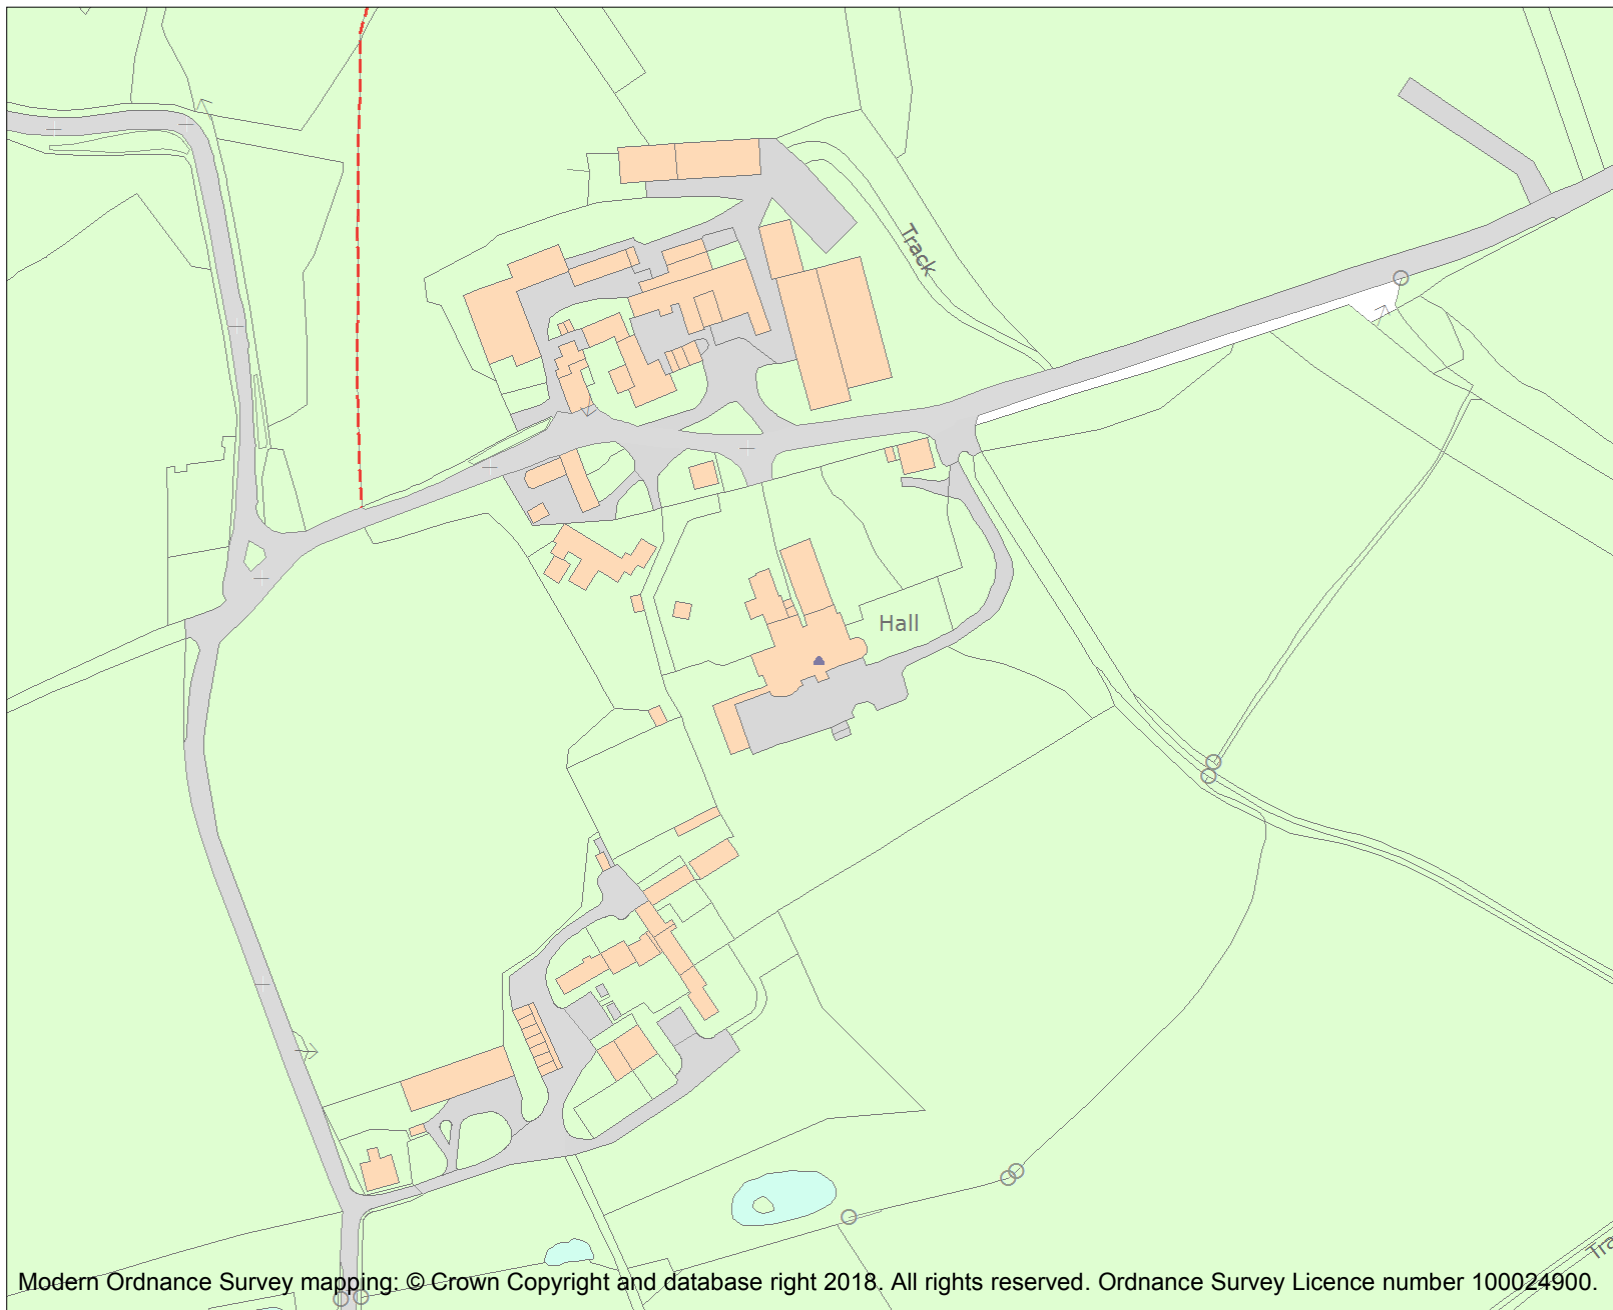 Track
Hall
Modern Ordnance Survey mapping: © Crown Copyright and database right 2018. All rights reserved. Ordnance Survey Licence number 100024900.